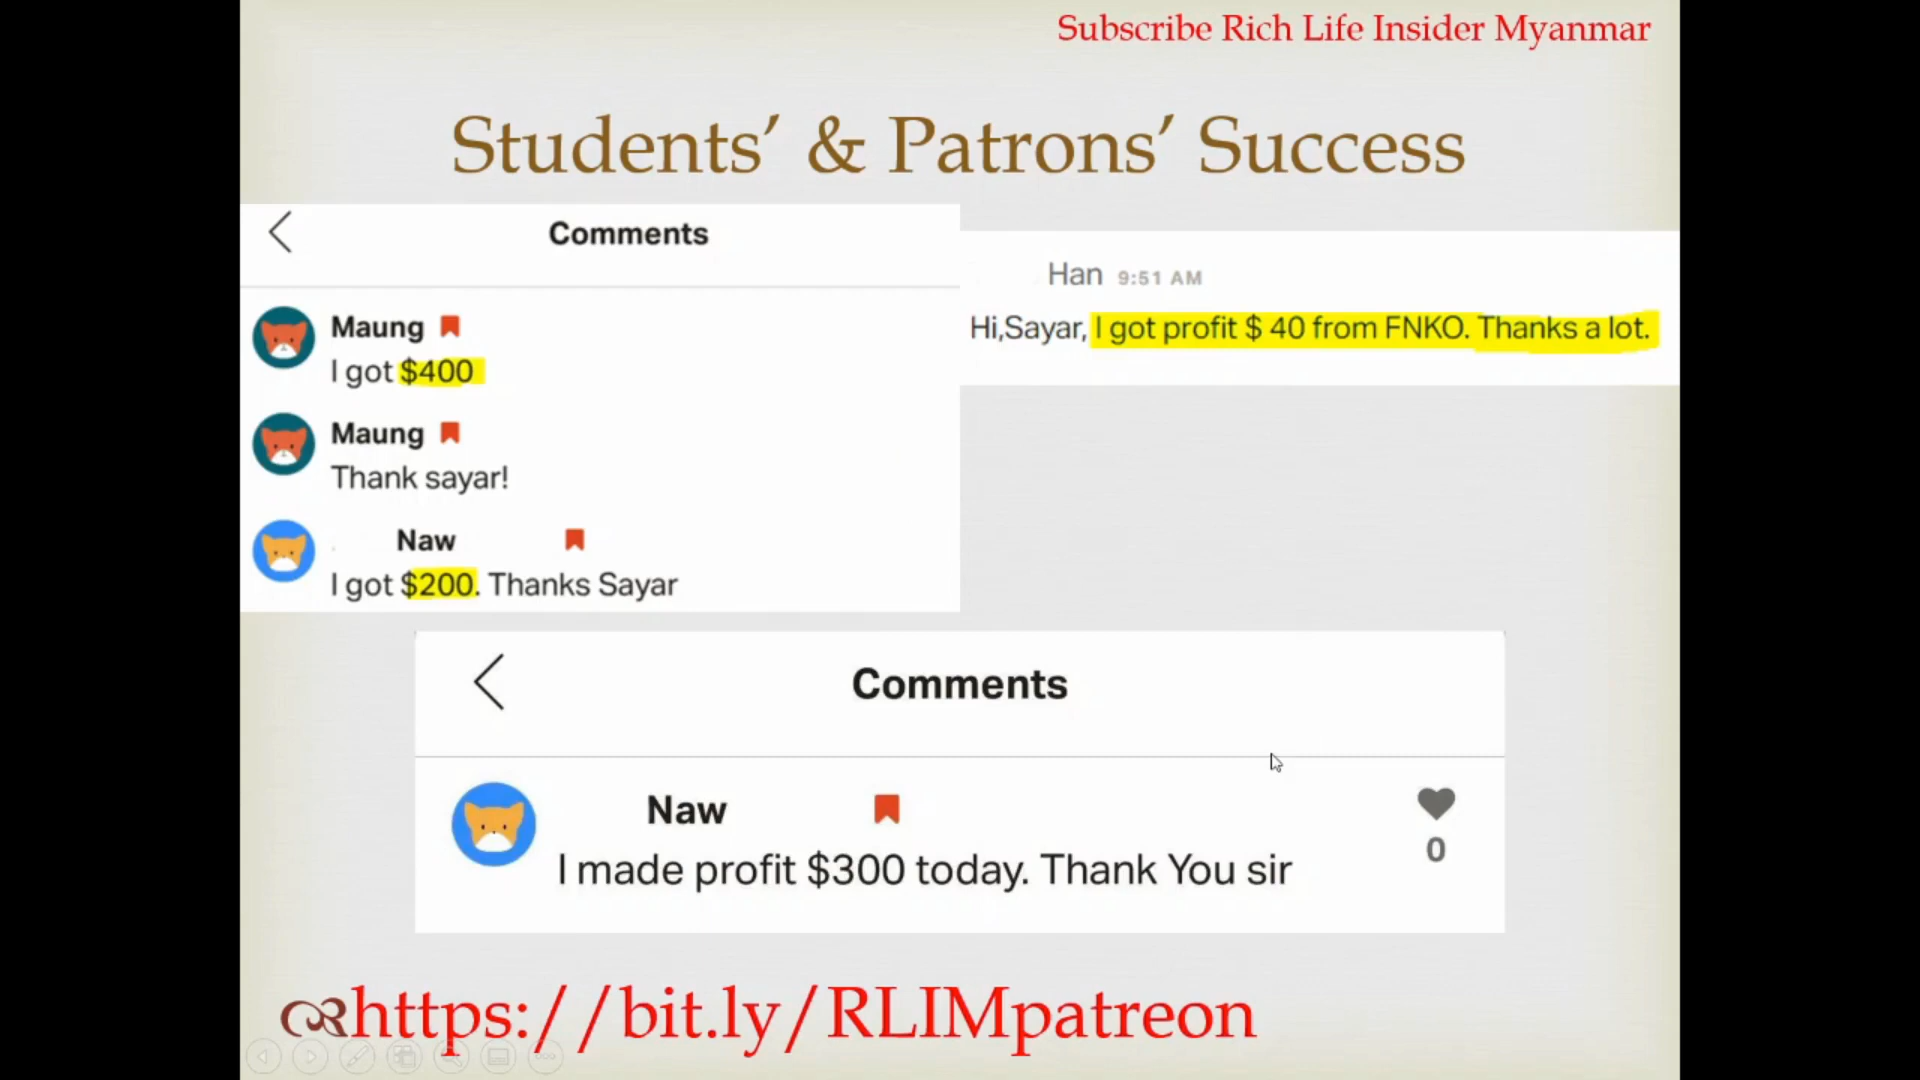 Subscribe Rich Life Insider Myanmar
Students’ & Patrons’ Success
Comments
Maung
I got $400
Maung
Thank sayar!
Naw
I got $200. Thanks Sayar
Han 9:51 AM
Hi,Sayar, I got profit $ 40 from FNKO. Thanks a lot.
Comments
Naw
I made profit $300 today. Thank You sir
0
https://bit.ly/RLIMpatreon